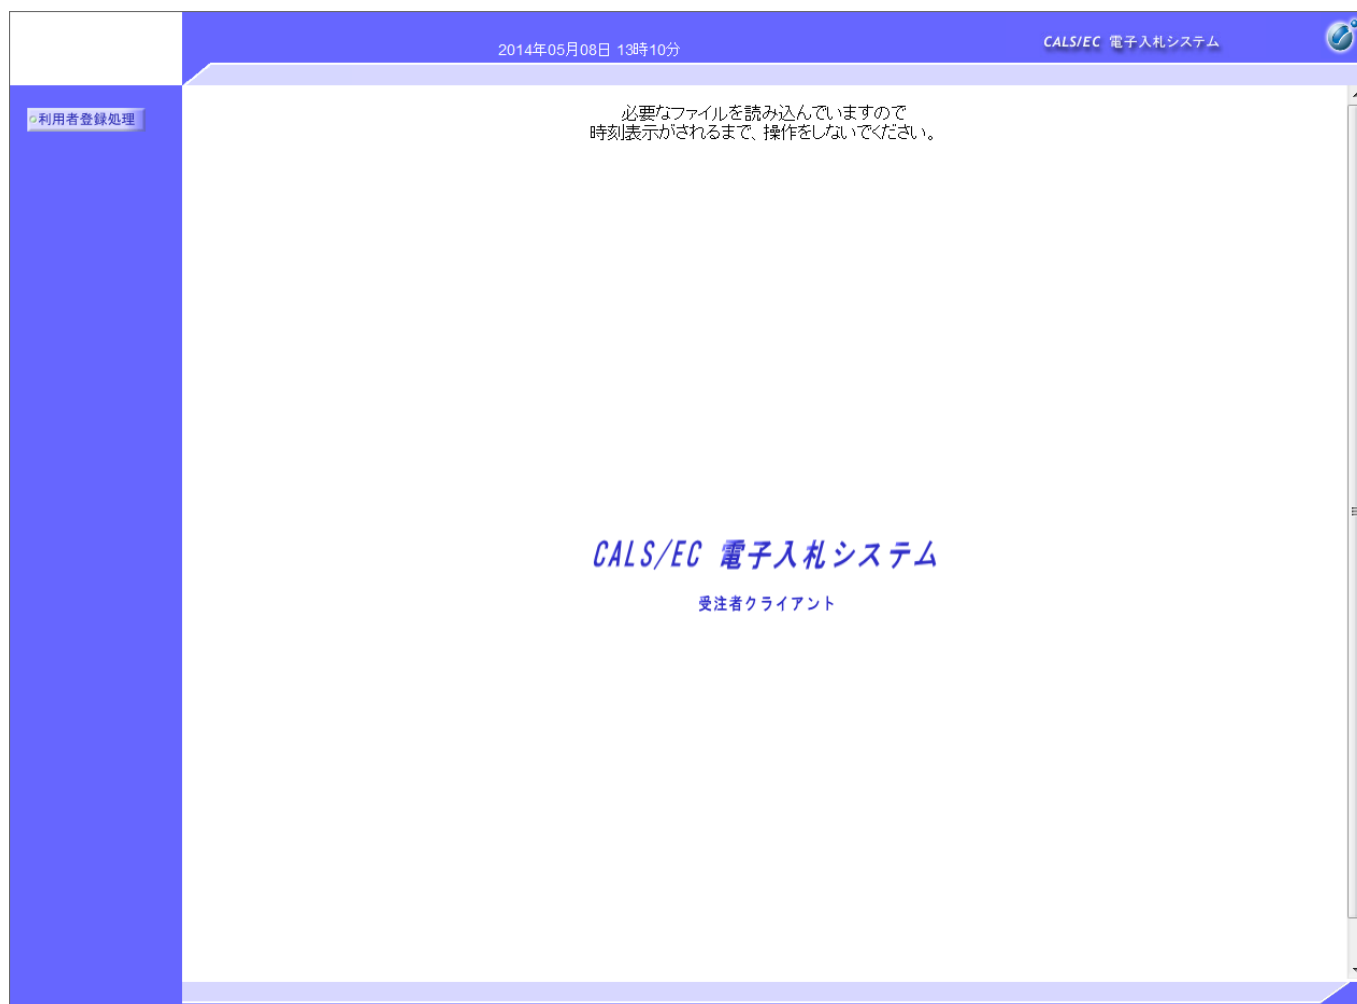 2014年05月08日 13時10分
CALS/EC 電子入札システム
利用者登録処理
必要なファイルを読み込んでいますので
時刻表示がされるまで、操作をしないでください。
CALS/EC 電子入札システム
受注者クライアント